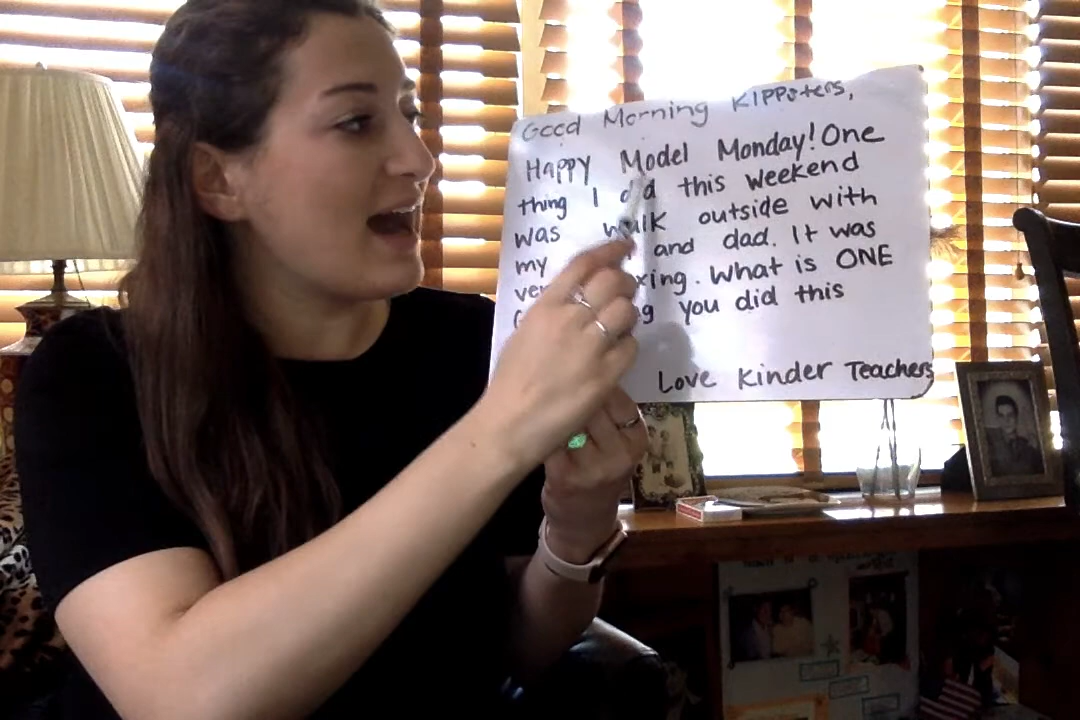 Good Morning KIPPsters,
Happy Model Monday! One
thing I did this weekend
was walk outside with
my and dad. It was
xing. What is ONE
g you did this
Love Kinder Teachers